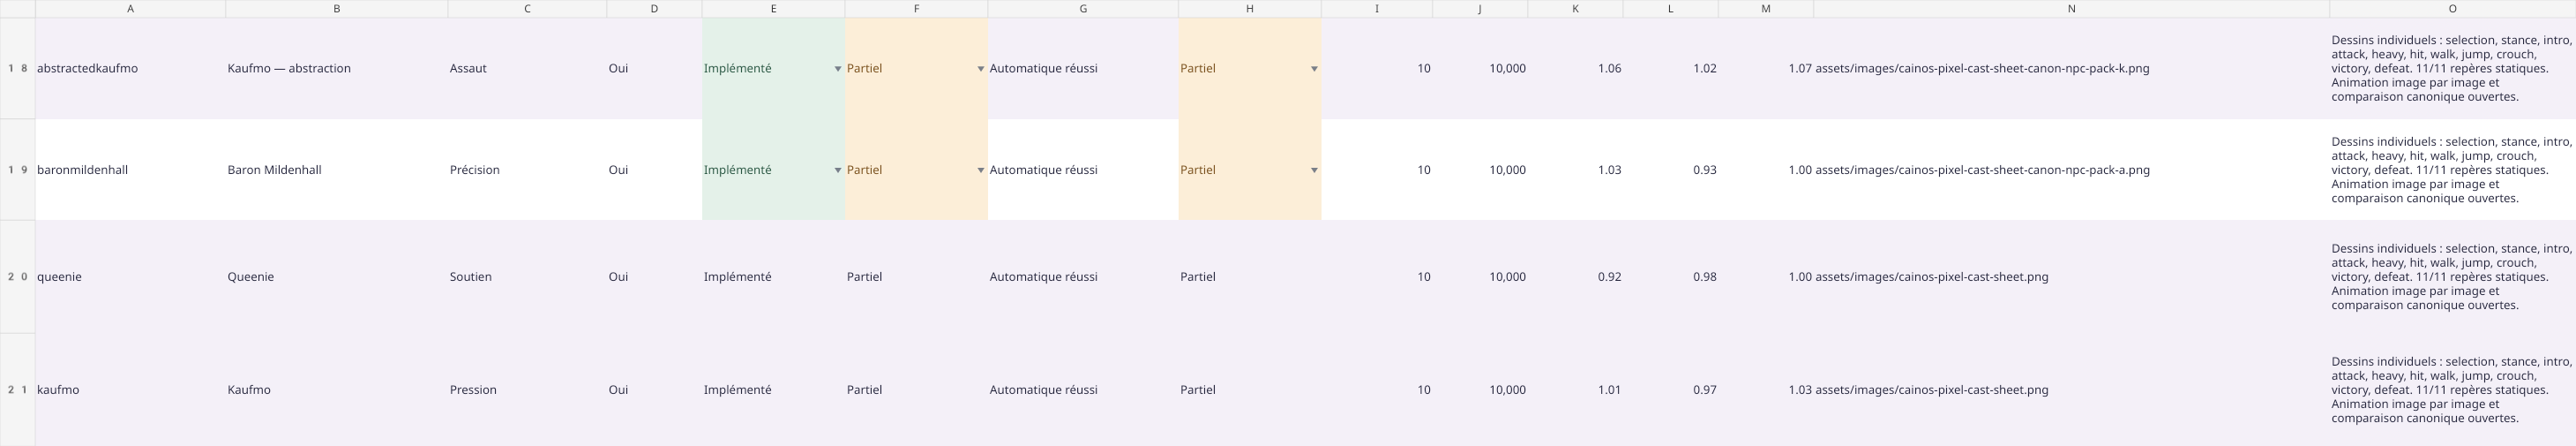 A B C D E F G H I J K L M N O
18 abstractedkaufmo Kaufmo — abstraction Assaut Oui Implémenté Partiel Automatique réussi Partiel 10 10,000 1.06 1.02 1.07 assets/images/cainos-pixel-cast-sheet-canon-npc-pack-k.png
Dessins individuels : selection, stance, intro,
attack, heavy, hit, walk, jump, crouch,
victory, defeat. 11/11 repères statiques.
Animation image par image et
comparaison canonique ouvertes.
19 baronmildenhall Baron Mildenhall Précision Oui Implémenté Partiel Automatique réussi Partiel 10 10,000 1.03 0.93 1.00 assets/images/cainos-pixel-cast-sheet-canon-npc-pack-a.png
Dessins individuels : selection, stance, intro,
attack, heavy, hit, walk, jump, crouch,
victory, defeat. 11/11 repères statiques.
Animation image par image et
comparaison canonique ouvertes.
20 queenie Queenie Soutien Oui Implémenté Partiel Automatique réussi Partiel 10 10,000 0.92 0.98 1.00 assets/images/cainos-pixel-cast-sheet.png
Dessins individuels : selection, stance, intro,
attack, heavy, hit, walk, jump, crouch,
victory, defeat. 11/11 repères statiques.
Animation image par image et
comparaison canonique ouvertes.
21 kaufmo Kaufmo Pression Oui Implémenté Partiel Automatique réussi Partiel 10 10,000 1.01 0.97 1.03 assets/images/cainos-pixel-cast-sheet.png
Dessins individuels : selection, stance, intro,
attack, heavy, hit, walk, jump, crouch,
victory, defeat. 11/11 repères statiques.
Animation image par image et
comparaison canonique ouvertes.